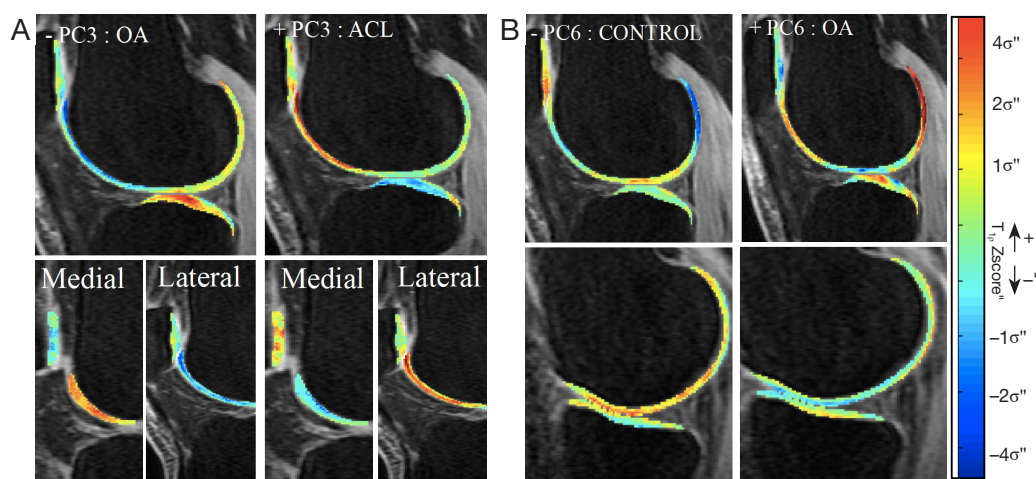 A
- PC3 : OA
+ PC3 : ACL
Medial
Lateral
Medial
Lateral
B
- PC6 : CONTROL
+ PC6 : OA
4σ"
2σ"
1σ"
T1ρ Zscore"
+
-"
−1σ"
−2σ"
−4σ"